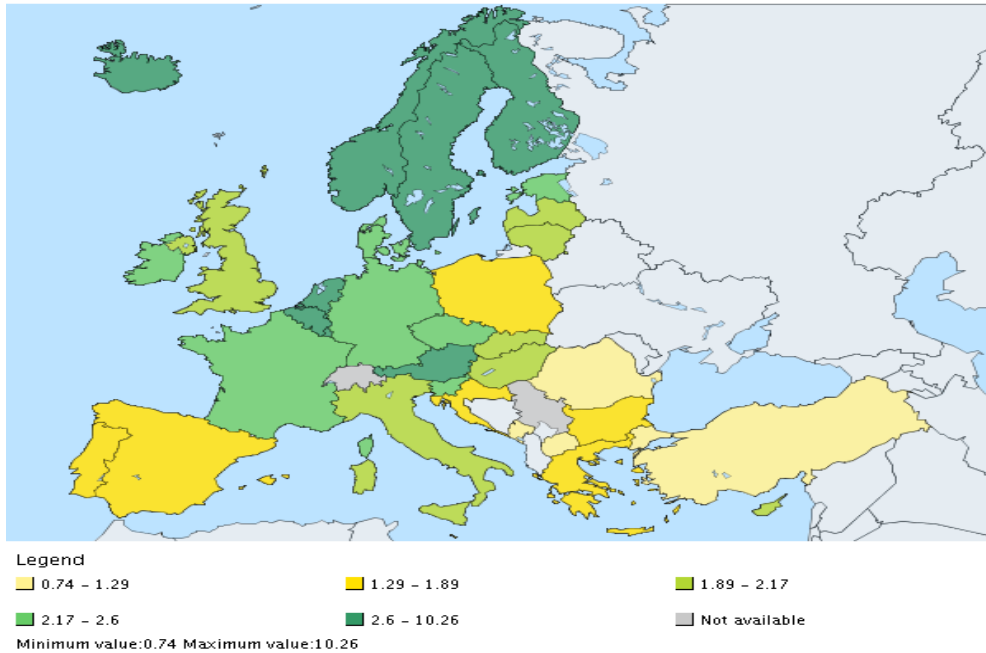 Legend
0.74 - 1.29 1.29 - 1.89 1.89 - 2.17
2.17 - 2.6 2.6 - 10.26 Not available
Minimum value:0.74 Maximum value:10.26